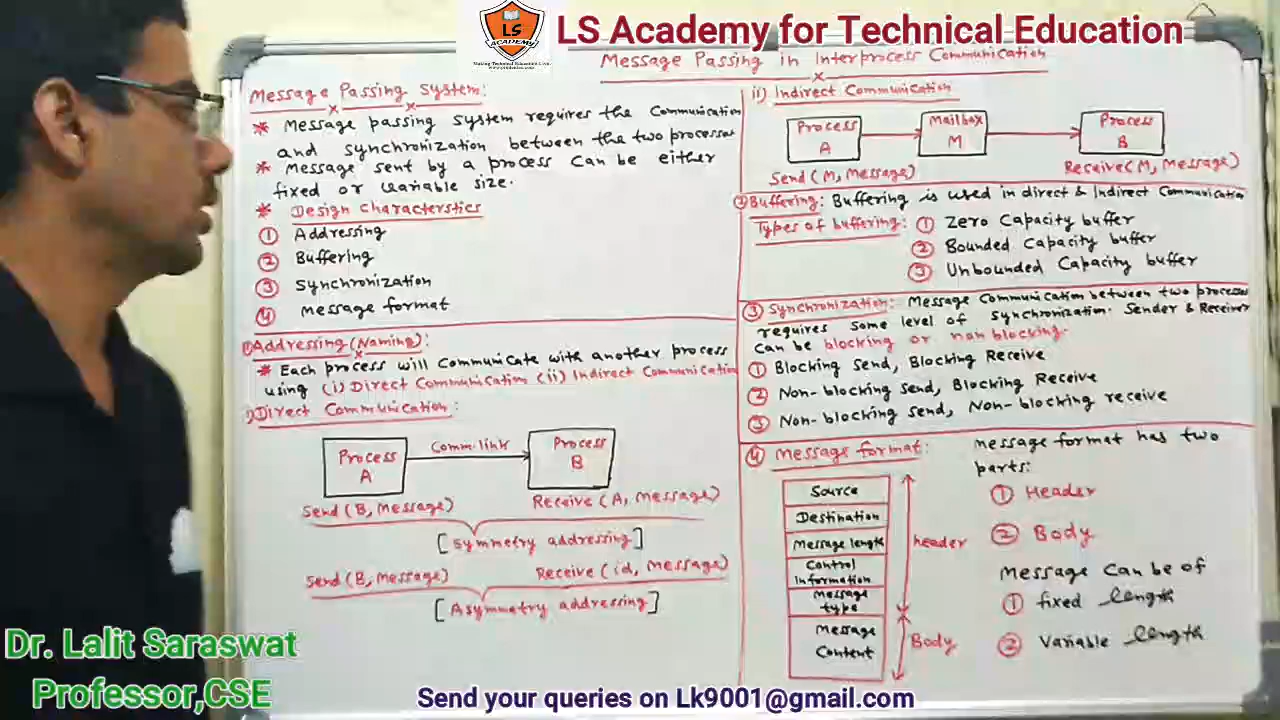 LS Academy for Technical Education
LS
ACADEMY
Message Passing in Interprocess Communication
Message Passing System:
* Message passing system requires the Communication
and synchronization between the two processes
* Message sent by a process can be either
fixed or variable size.
* Design Characterstics
① Addressing
② Buffering
③ Synchronization
④ Message format
① Addressing (Naming):
* Each process will Communicate with another process
using (i) Direct Communication (ii) Indirect Communication
i) Direct Communication:
Process
A
Comm. link
Process
B
Send (B, Message)
Receive (A, Message)
[Symmetry addressing]
Send (B, Message)
Receive (id, Message)
[Asymmetry addressing]
ii) Indirect Communication
Process
A
Mailbox
M
Process
B
Send (M, Message)
Receive (M, Message)
② Buffering: Buffering is used in direct & Indirect Communication
Types of buffering: ① Zero Capacity buffer
② Bounded Capacity buffer
③ Unbounded Capacity buffer
③ Synchronization: Message Communication between two processes
requires some level of synchronization. Sender & Receiver
can be blocking or non blocking.
① Blocking Send, Blocking Receive
② Non-blocking send, Blocking Receive
③ Non-blocking send, Non-blocking receive
④ Message format:
Message format has two
parts:
① Header
② Body
Message Can be of
① fixed length
② Variable length
Source
Destination
Message length
Control
Information
Message
type
Message
Content
header
Body
Dr. Lalit Saraswat
Professor,CSE
Send your queries on Lk9001@gmail.com